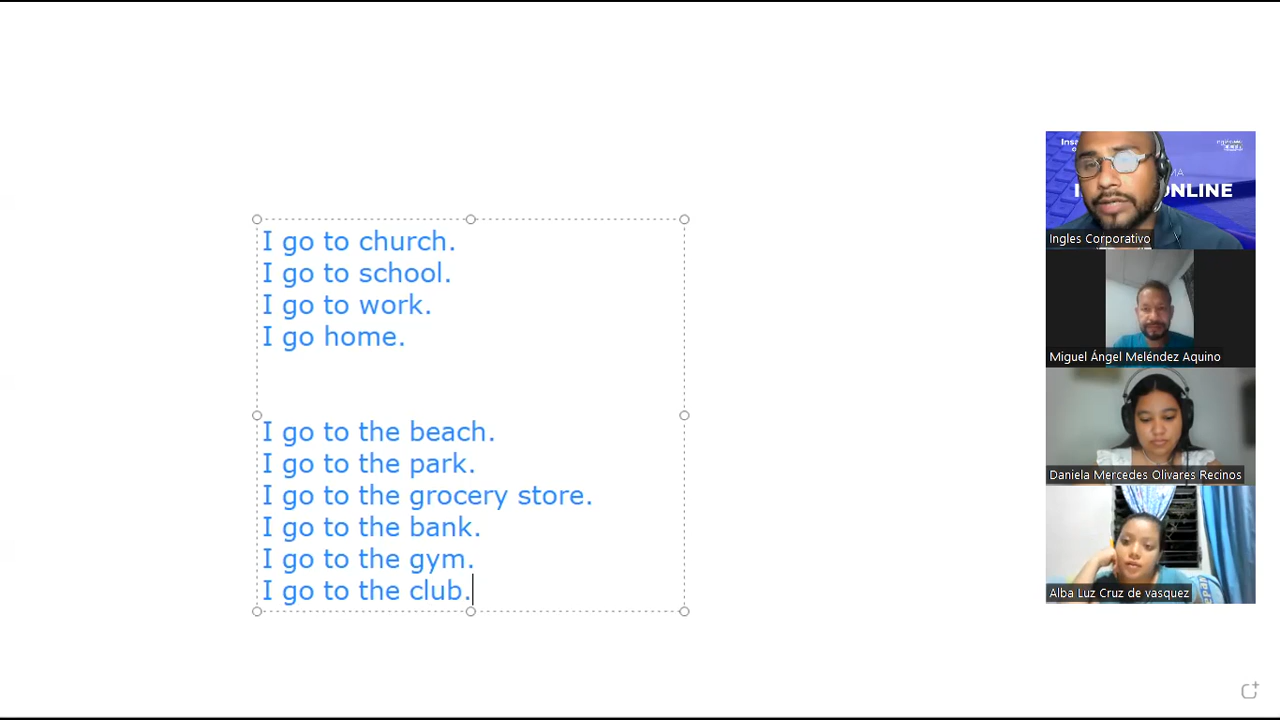 I go to church.
I go to school.
I go to work.
I go home.
I go to the beach.
I go to the park.
I go to the grocery store.
I go to the bank.
I go to the gym.
I go to the club.
ONLINE
Ingles Corporativo
Miguel Ángel Meléndez Aquino
Daniela Mercedes Olivares Recinos
Alba Luz Cruz de vasquez